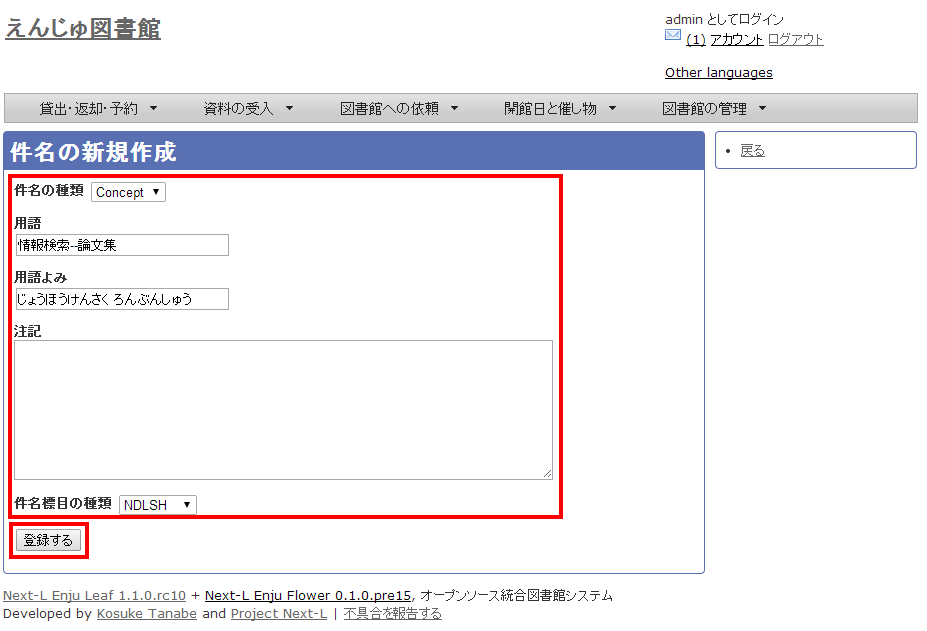 えんじゅ図書館
admin としてログイン
(1) アカウント ログアウト
Other languages
貸出・返却・予約 ▼ 資料の受入 ▼ 図書館への依頼 ▼ 開館日と催し物 ▼ 図書館の管理 ▼
件名の新規作成
• 戻る
件名の種類 Concept ▼
用語
情報検索--論文集
用語よみ
じょうほうけんさく ろんぶんしゅう
注記
件名標目の種類 NDLSH ▼
登録する
Next-L Enju Leaf 1.1.0.rc10 + Next-L Enju Flower 0.1.0.pre15, オープンソース統合図書館システム
Developed by Kosuke Tanabe and Project Next-L | 不具合を報告する